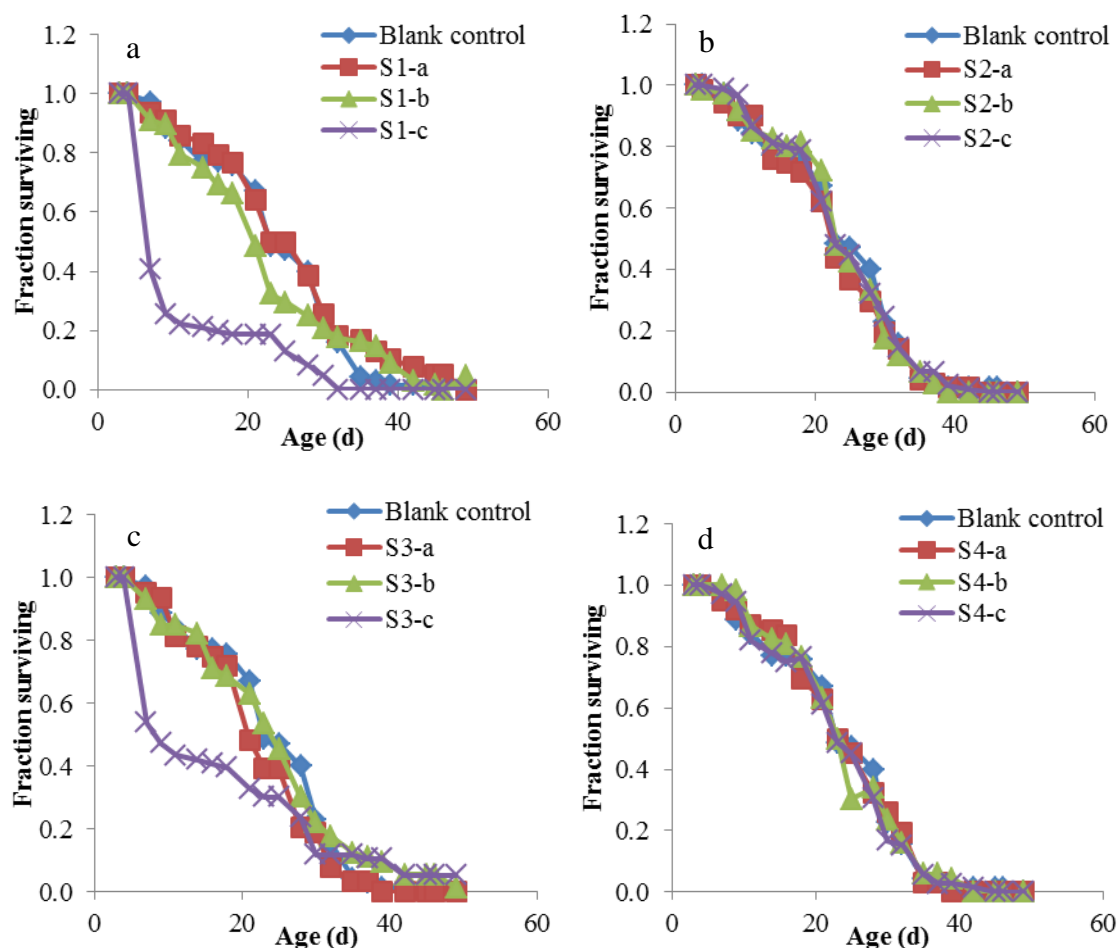 a
Blank control
S1-a
S1-b
S1-c
1.2
1.0
0.8
0.6
0.4
0.2
0.0
Fraction surviving
0
20
40
60
Age (d)
b
Blank control
S2-a
S2-b
S2-c
1.2
1.0
0.8
0.6
0.4
0.2
0.0
Fraction surviving
0
20
40
60
Age (d)
c
Blank control
S3-a
S3-b
S3-c
1.2
1.0
0.8
0.6
0.4
0.2
0.0
Fraction surviving
0
20
40
60
Age (d)
d
Blank control
S4-a
S4-b
S4-c
1.2
1.0
0.8
0.6
0.4
0.2
0.0
Fraction surviving
0
20
40
60
Age (d)